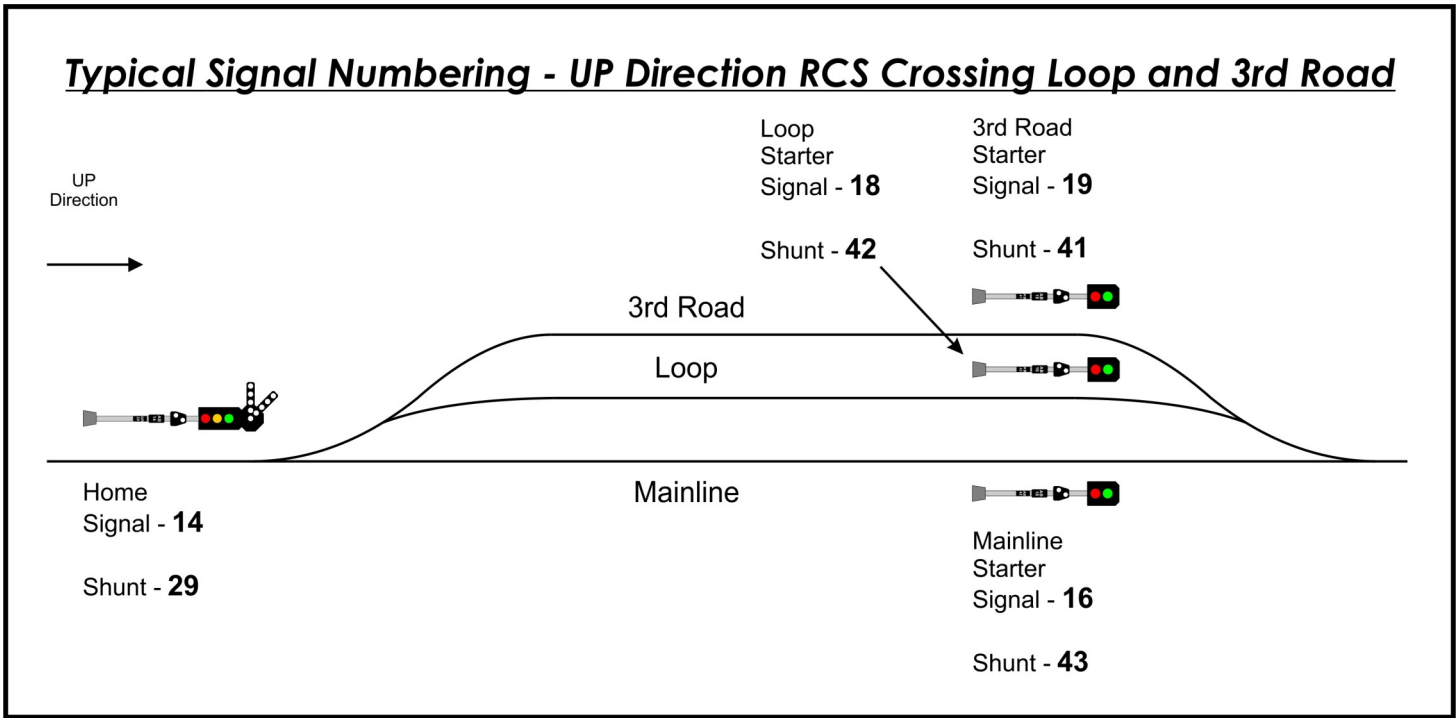 Typical Signal Numbering - UP Direction RCS Crossing Loop and 3rd Road
UP
Direction
Loop
Starter
Signal - 18
Shunt - 42
3rd Road
Starter
Signal - 19
Shunt - 41
3rd Road
Loop
Mainline
Home
Signal - 14
Shunt - 29
Mainline
Starter
Signal - 16
Shunt - 43